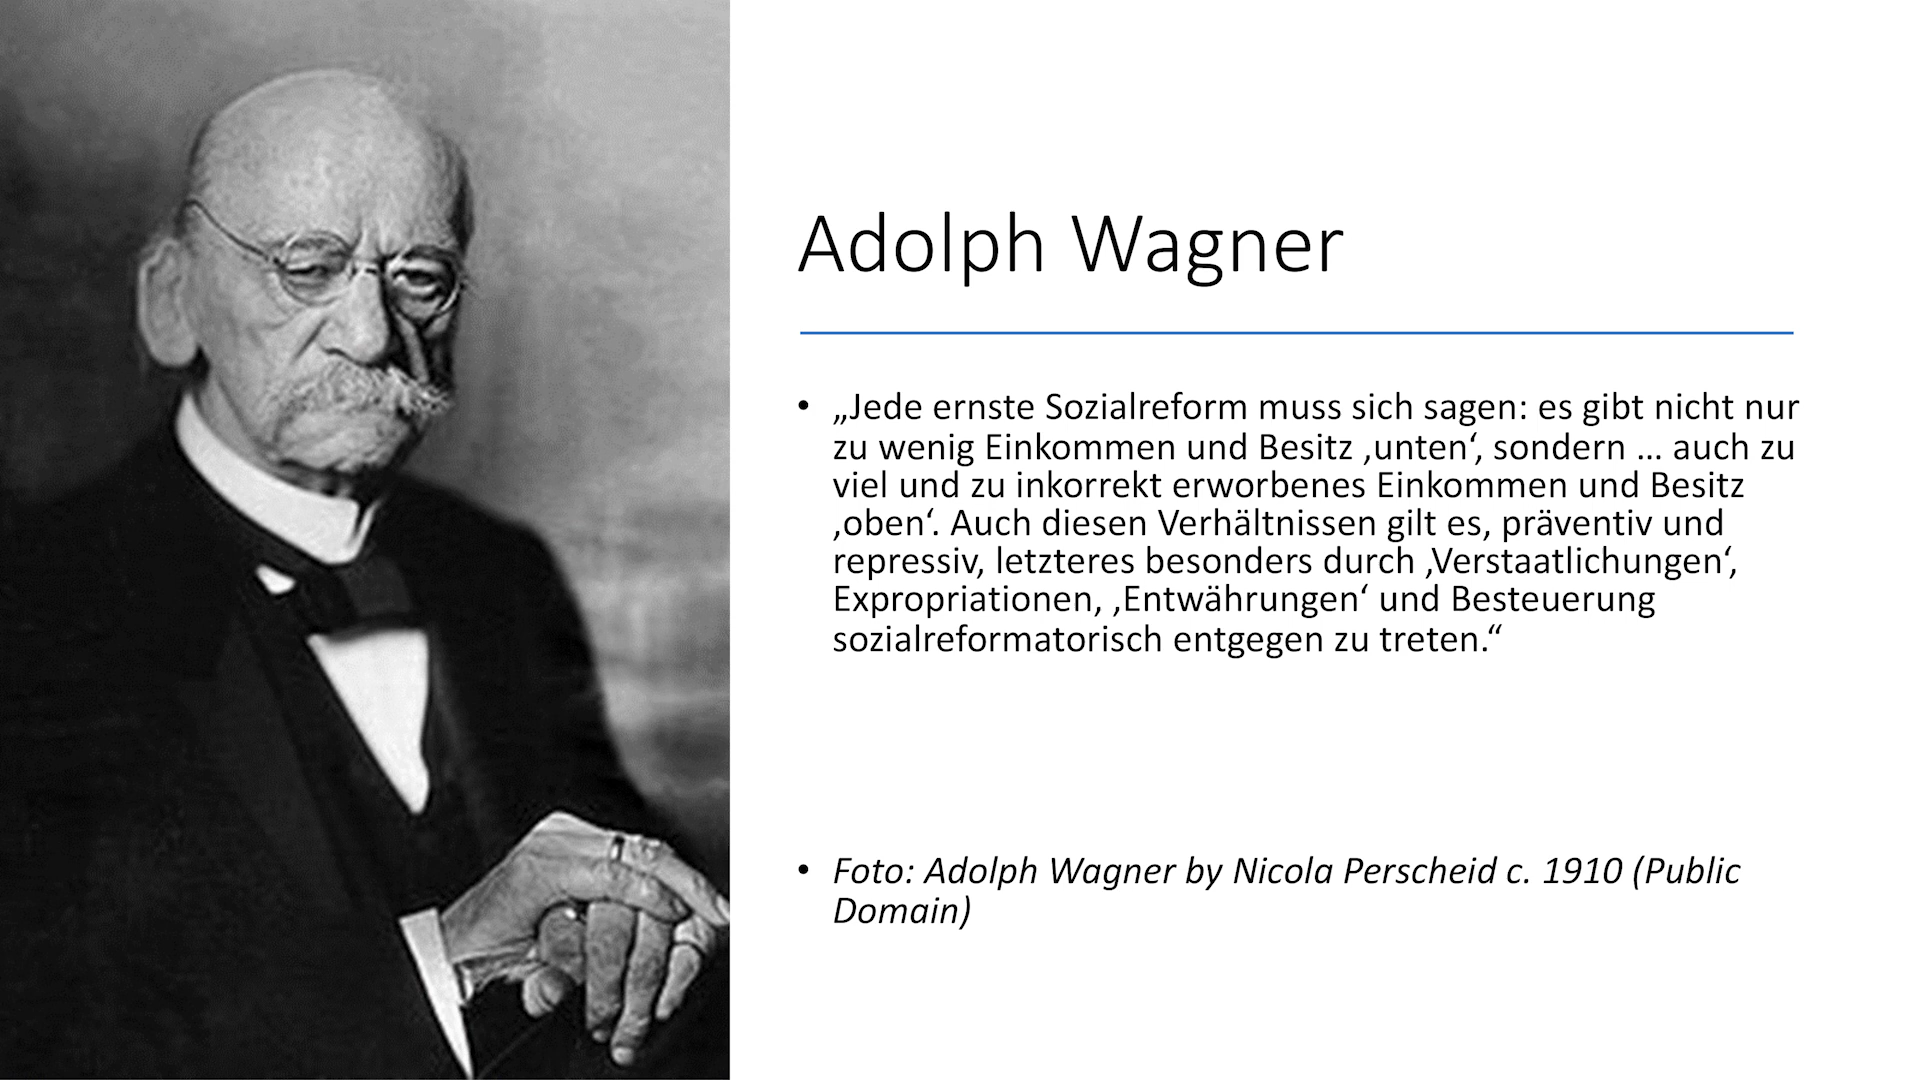 Adolph Wagner
• „Jede ernste Sozialreform muss sich sagen: es gibt nicht nur
zu wenig Einkommen und Besitz ‚unten‘, sondern … auch zu
viel und zu inkorrekt erworbenes Einkommen und Besitz
‚oben‘. Auch diesen Verhältnissen gilt es, präventiv und
repressiv, letzteres besonders durch ‚Verstaatlichungen‘,
Expropriationen, ‚Entwährungen‘ und Besteuerung
sozialreformatorisch entgegen zu treten.“
• Foto: Adolph Wagner by Nicola Perscheid c. 1910 (Public
Domain)